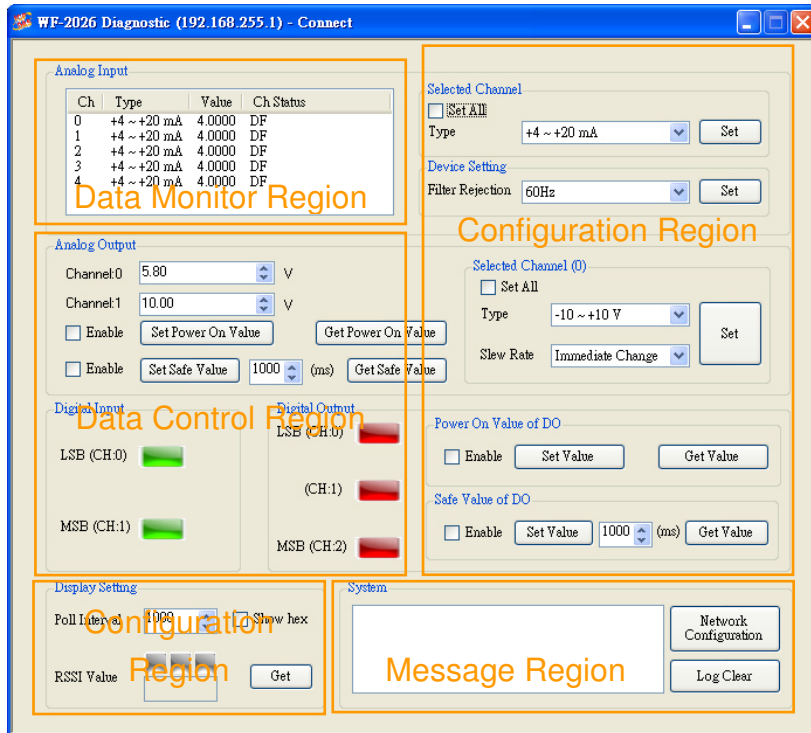 WF-2026 Diagnostic (192.168.255.1) - Connect
Analog Input
Ch Type Value Ch Status
0 +4 ~ +20 mA 4.0000 DF
1 +4 ~ +20 mA 4.0000 DF
2 +4 ~ +20 mA 4.0000 DF
3 +4 ~ +20 mA 4.0000 DF
4 +4 ~ +20 mA 4.0000 DF
Data Monitor Region
Selected Channel
Set All
Type +4 ~ +20 mA Set
Device Setting
Filter Rejection 60Hz Set
Configuration Region
Analog Output
Channel:0 5.80 V
Channel:1 10.00 V
Enable Set Power On Value Get Power On Value
Enable Set Safe Value 1000 (ms) Get Safe Value
Selected Channel (0)
Set All
Type -10 ~ +10 V
Slew Rate Immediate Change
Set
Digital Input
LSB (CH:0)
MSB (CH:1)
Data Control Region
Digital Output
LSB (CH:0)
(CH:1)
MSB (CH:2)
Power On Value of DO
Enable Set Value Get Value
Safe Value of DO
Enable Set Value 1000 (ms) Get Value
Display Setting
Poll Interval 1000 Show hex
RSSI Value Get
Configuration
Region
System
Message Region
Network
Configuration
Log Clear